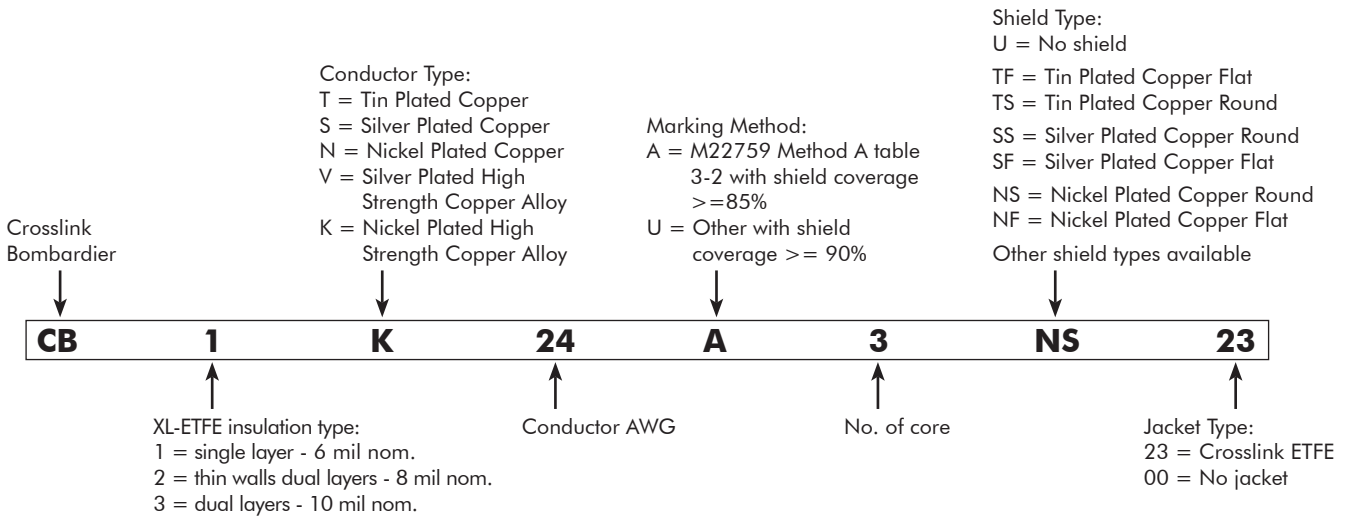 Shield Type:
U = No shield
TF = Tin Plated Copper Flat
TS = Tin Plated Copper Round
SS = Silver Plated Copper Round
SF = Silver Plated Copper Flat
NS = Nickel Plated Copper Round
NF = Nickel Plated Copper Flat
Other shield types available
Conductor Type:
T = Tin Plated Copper
S = Silver Plated Copper
N = Nickel Plated Copper
V = Silver Plated High
Strength Copper Alloy
K = Nickel Plated High
Strength Copper Alloy
Marking Method:
A = M22759 Method A table
3-2 with shield coverage
>=85%
U = Other with shield
coverage >= 90%
Crosslink
Bombardier
CB 1 K 24 A 3 NS 23
XL-ETFE insulation type:
1 = single layer - 6 mil nom.
2 = thin walls dual layers - 8 mil nom.
3 = dual layers - 10 mil nom.
Conductor AWG
No. of core
Jacket Type:
23 = Crosslink ETFE
00 = No jacket